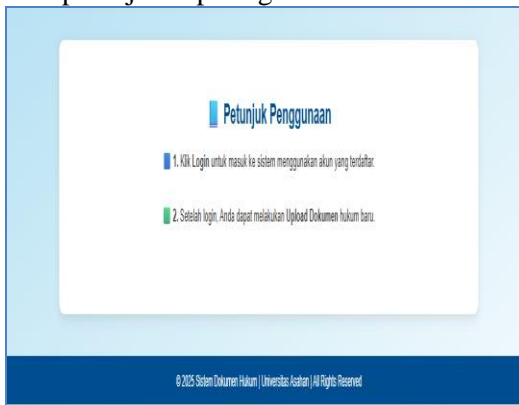 Petunjuk Penggunaan
1. Klik Login untuk masuk ke sistem menggunakan akun yang terdaftar.
2. Setelah login, Anda dapat melakukan Upload Dokumen hukum baru.
© 2025 Sistem Dokumen Hukum | Universitas Asahan | All Rights Reserved